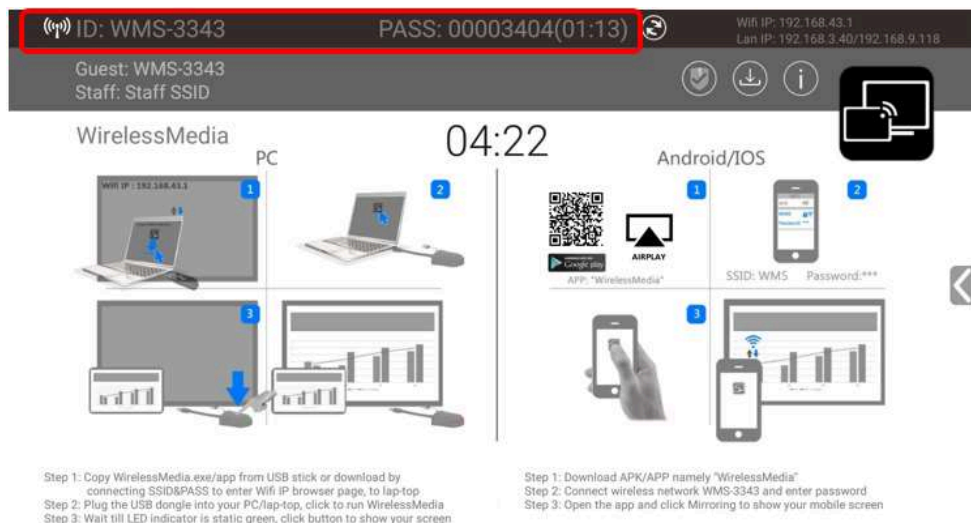 ID: WMS-3343
PASS: 00003404(01:13)
Wifi IP: 192.168.43.1
Lan IP: 192.168.3.40/192.168.9.118
Guest: WMS-3343
Staff: Staff SSID
WirelessMedia
04:22
PC
Android/IOS
Wifi IP : 192.168.43.1
1
2
1
2
Google play
AIRPLAY
APP: "WirelessMedia"
SSID: WMS Password:***
3
3
Step 1: Copy WirelessMedia.exe/app from USB stick or download by
connecting SSID&PASS to enter Wifi IP browser page, to lap-top
Step 2: Plug the USB dongle into your PC/lap-top, click to run WirelessMedia
Step 3: Wait till LED indicator is static green, click button to show your screen
Step 1: Download APK/APP namely "WirelessMedia"
Step 2: Connect wireless network WMS-3343 and enter password
Step 3: Open the app and click Mirroring to show your mobile screen